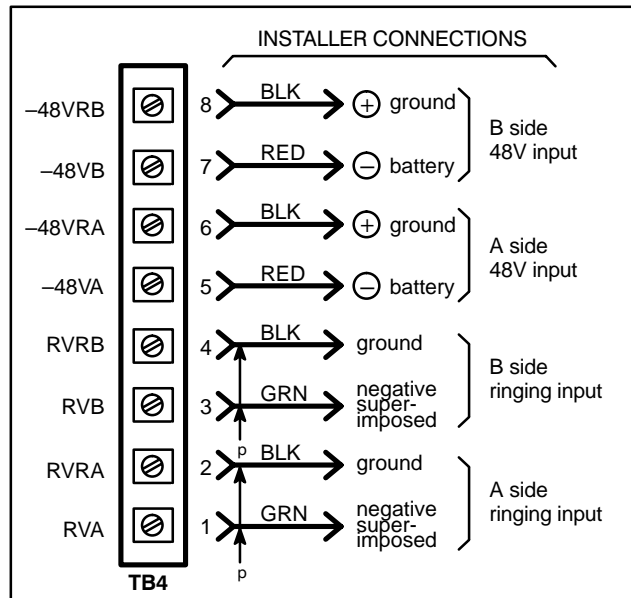 INSTALLER CONNECTIONS
–48VRB 8 BLK + ground
B side
48V input
–48VB 7 RED – battery
–48VRA 6 BLK + ground
A side
48V input
–48VA 5 RED – battery
RVRB 4 BLK ground
B side
ringing input
RVB 3 GRN negative
super-
imposed
p
RVRA 2 BLK ground
A side
ringing input
RVA 1 GRN negative
super-
imposed
p
TB4